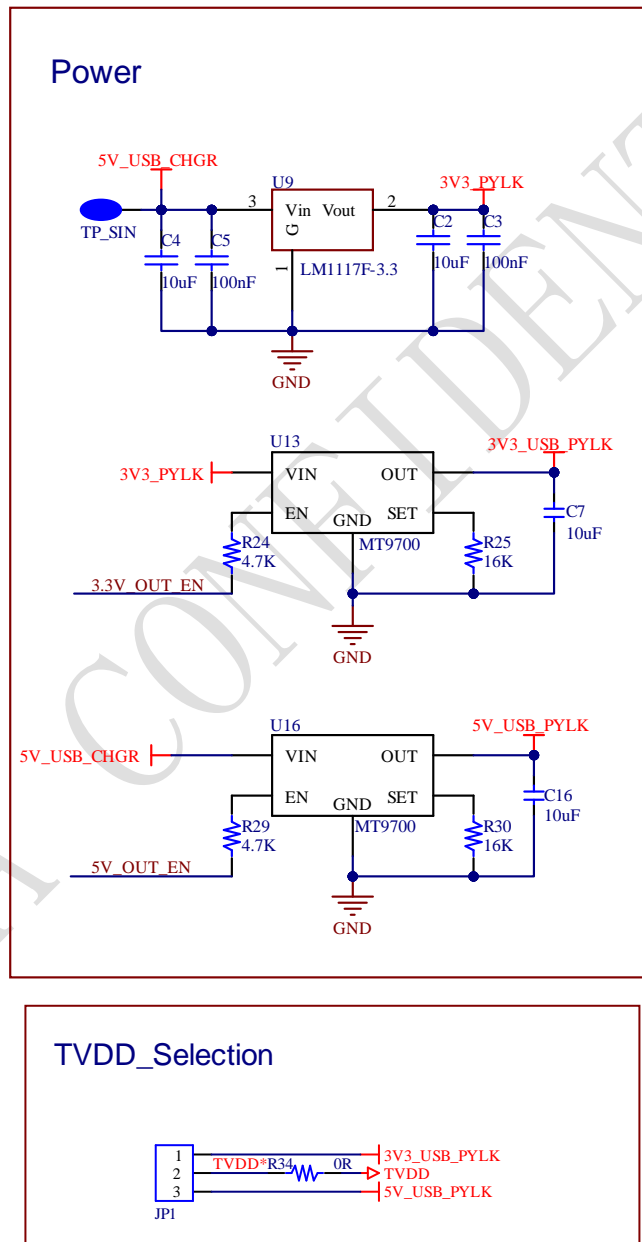 Power
5V_USB_CHGR
U9
3V3_PYLK
3
Vin
Vout
2
TP_SIN
G
C4
C5
C2
C3
1
LM1117F-3.3
10uF
100nF
10uF
100nF
GND
U13
3V3_USB_PYLK
3V3_PYLK
VIN
OUT
EN
GND
SET
C7
10uF
R24
4.7K
MT9700
R25
16K
3.3V_OUT_EN
GND
U16
5V_USB_PYLK
5V_USB_CHGR
VIN
OUT
EN
GND
SET
C16
10uF
R29
4.7K
MT9700
R30
16K
5V_OUT_EN
GND
TVDD_Selection
1
3V3_USB_PYLK
2
TVDD*
R34
0R
TVDD
3
5V_USB_PYLK
JP1
A CONFIDENT